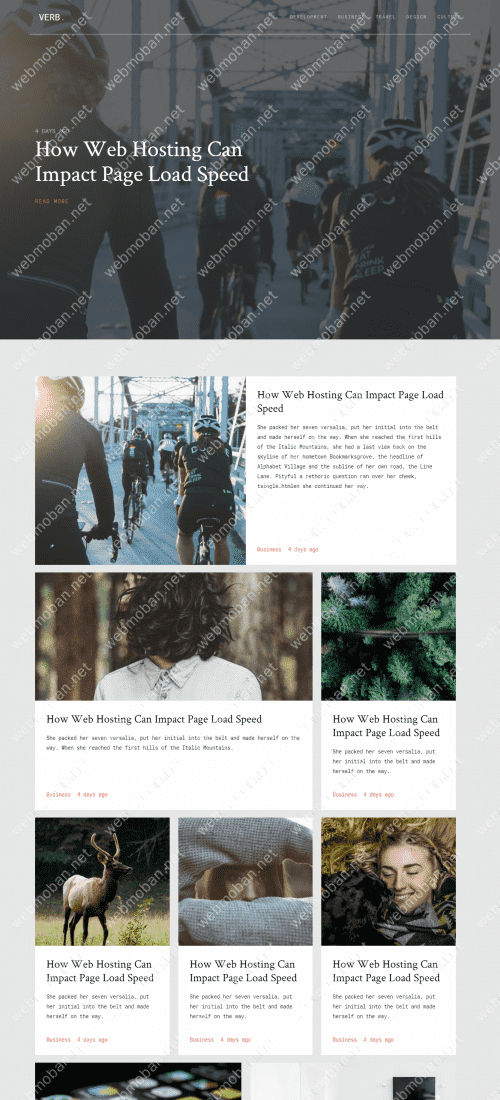 VERB
DEVELOPMENT BUSINESS TRAVEL DESIGN CULTURE
4 DAYS AGO
How Web Hosting Can
Impact Page Load Speed
READ MORE
EAT
DRINK
SLEEP
How Web Hosting Can Impact Page Load
Speed
She packed her seven versalia, put her initial into the belt
and made herself on the way. When she reached the first hills
of the Italic Mountains, she had a last view back on the
skyline of her hometown Bookmarksgrove, the headline of
Alphabet Village and the subline of her own road, the Line
Lane. Pityful a rethoric question ran over her cheek,
tsingle.htmlen she continued her way.
Business 4 days ago
How Web Hosting Can Impact Page Load Speed
She packed her seven versalia, put her initial into the belt and made herself on the
way. When she reached the first hills of the Italic Mountains.
Business 4 days ago
How Web Hosting Can
Impact Page Load Speed
She packed her seven versalia, put
her initial into the belt and made
herself on the way.
Business 4 days ago
How Web Hosting Can
Impact Page Load Speed
She packed her seven versalia, put
her initial into the belt and made
herself on the way.
Business 4 days ago
How Web Hosting Can
Impact Page Load Speed
She packed her seven versalia, put
her initial into the belt and made
herself on the way.
Business 4 days ago
How Web Hosting Can
Impact Page Load Speed
She packed her seven versalia, put
her initial into the belt and made
herself on the way.
Business 4 days ago
webmoban.net